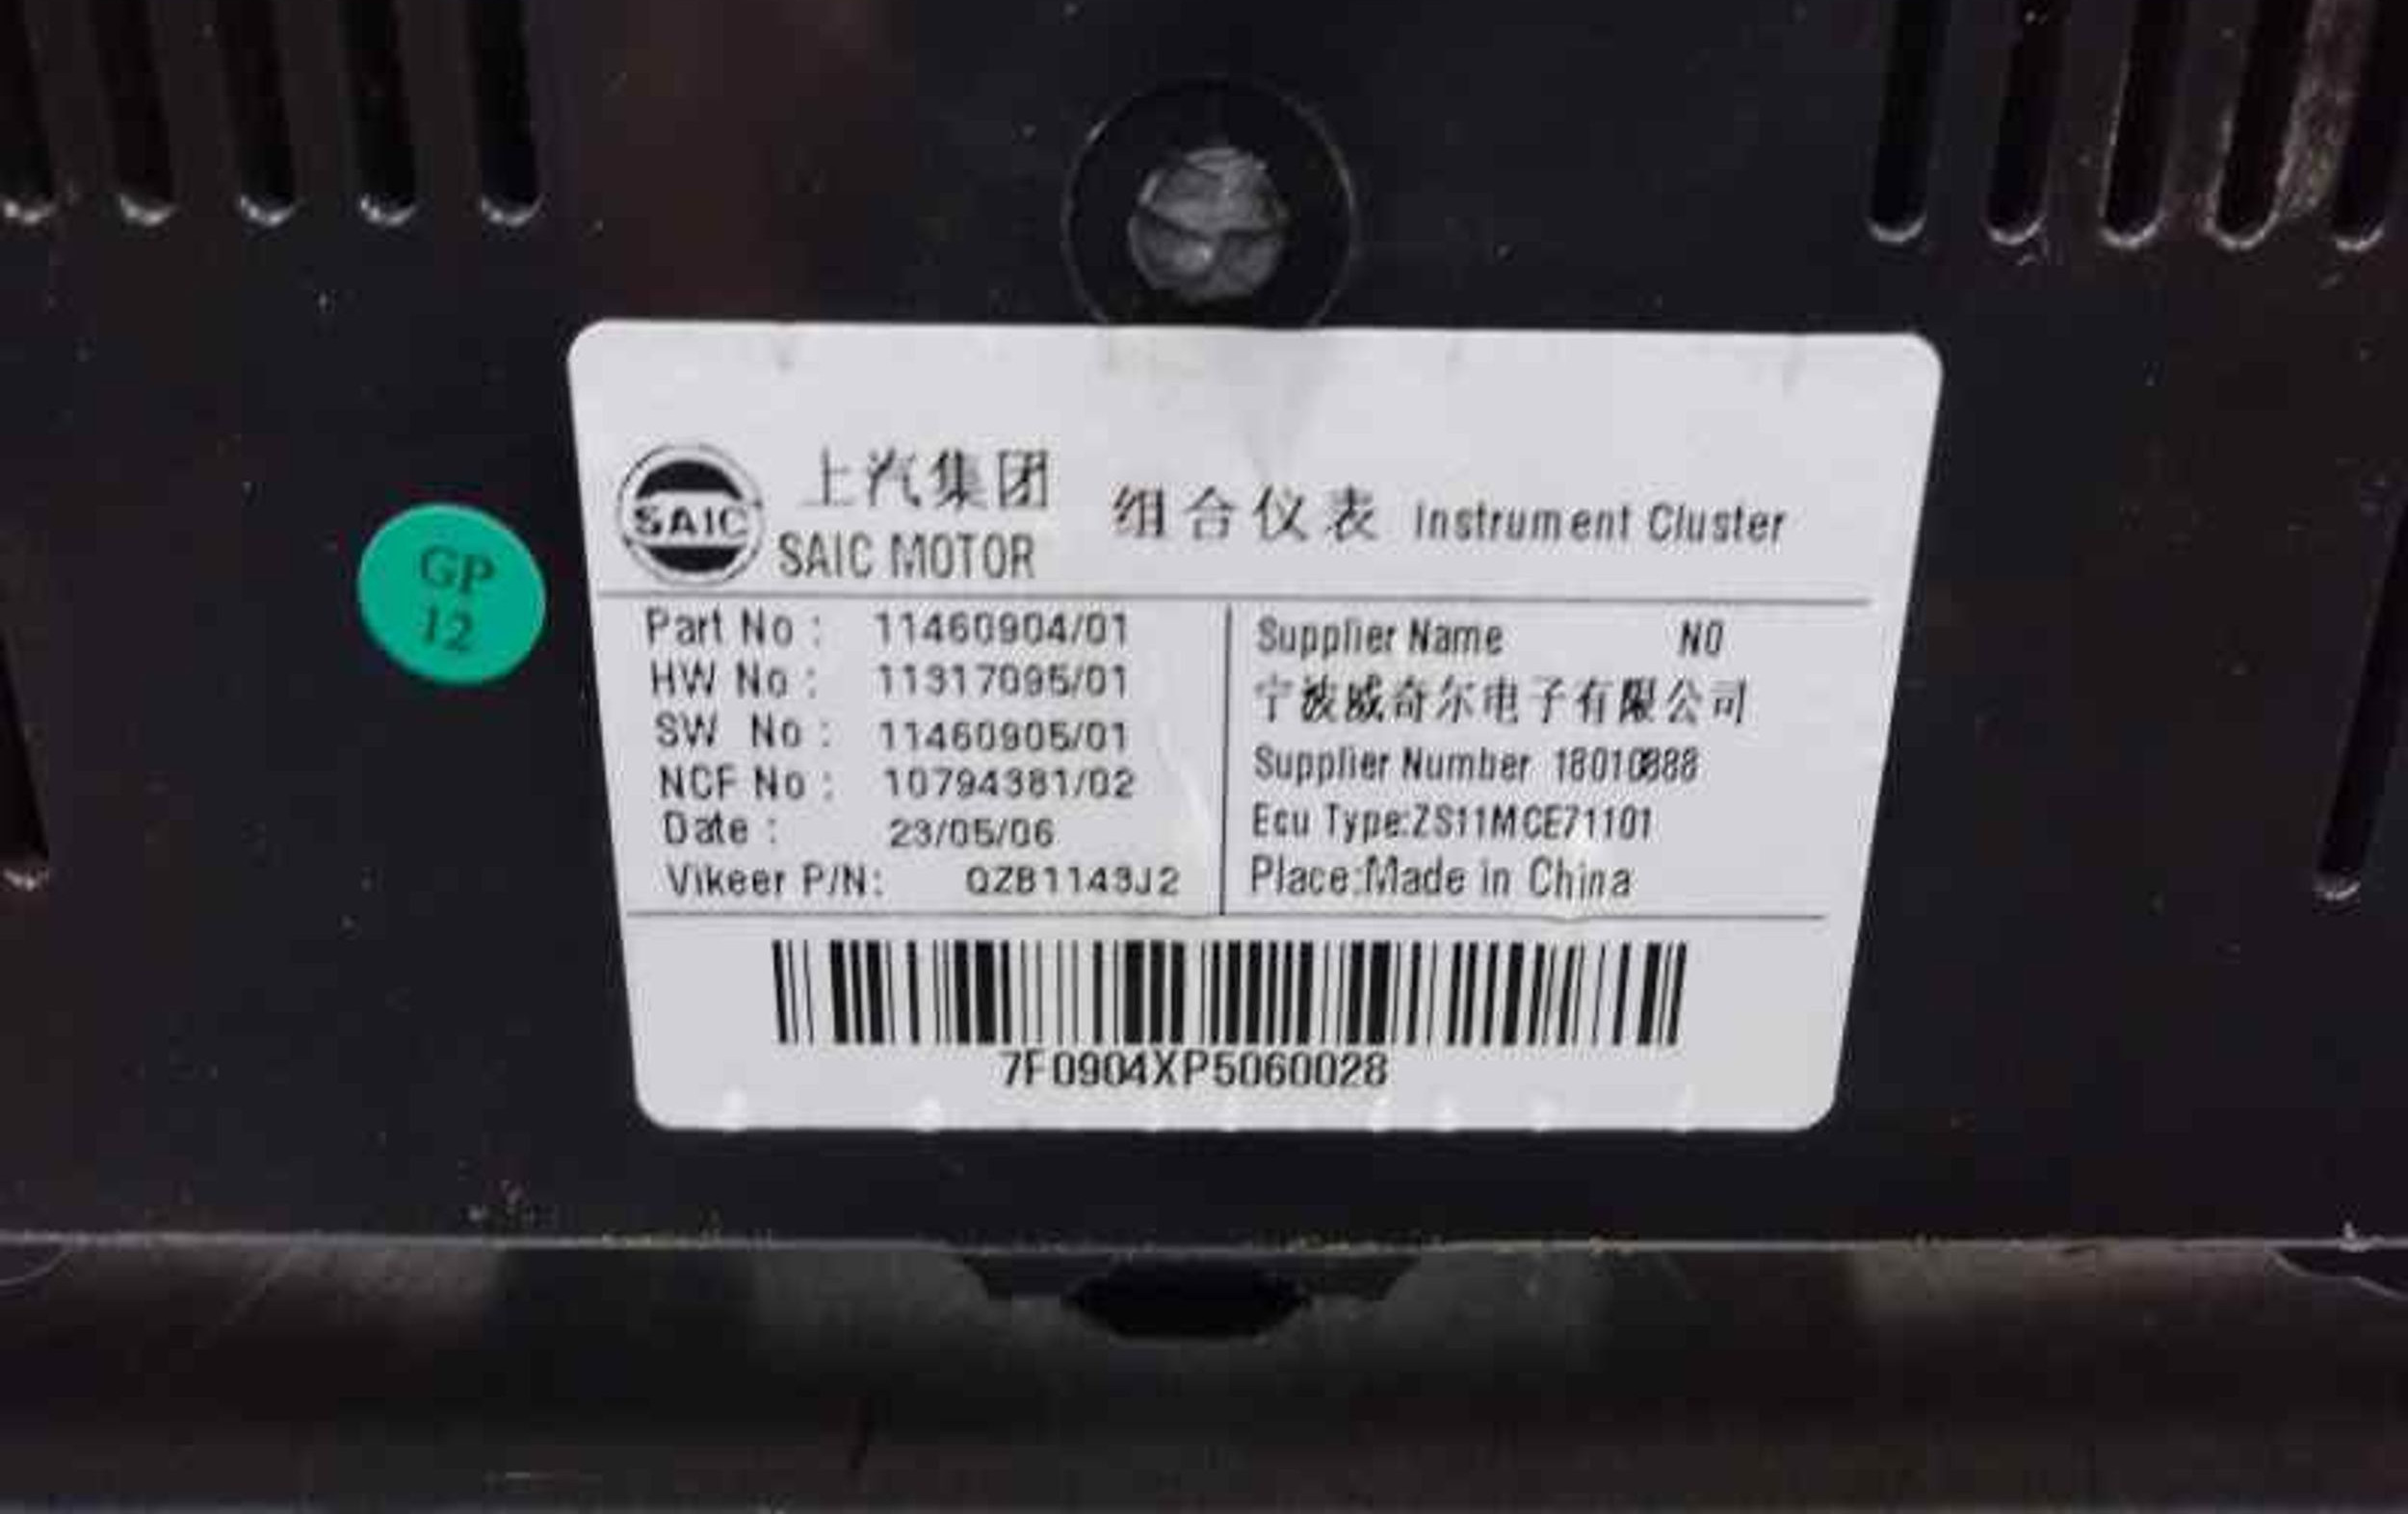 上汽集团
SAIC
SAIC MOTOR
组合仪表 Instrument Cluster
GP
12
Part No : 11460904/01
HW No : 11317095/01
SW No : 11460905/01
NCF No : 10794381/02
Date : 23/05/06
Vikeer P/N: QZB1143J2
Supplier Name NO
宁波威奇尔电子有限公司
Supplier Number
Ecu Type:ZS11MCE71101
Place:Made in China
7F0904XP5060028